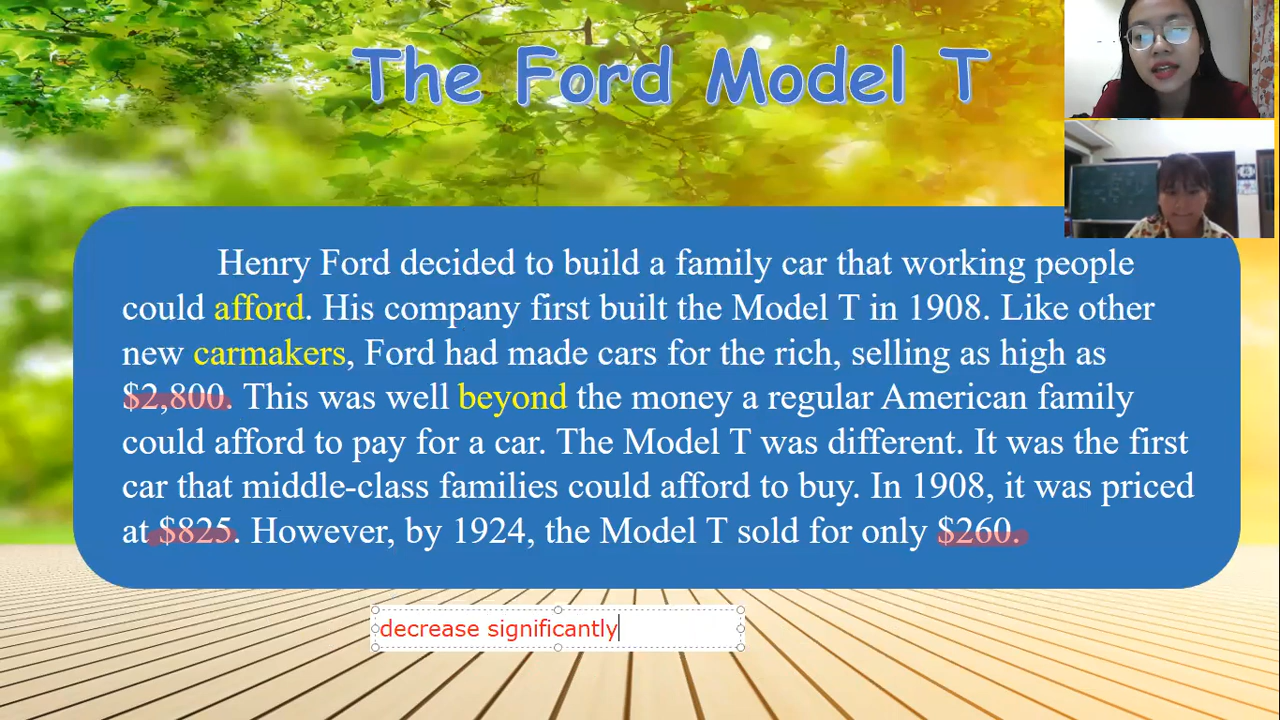 The Ford Model T
Henry Ford decided to build a family car that working people
could afford. His company first built the Model T in 1908. Like other
new carmakers, Ford had made cars for the rich, selling as high as
$2,800. This was well beyond the money a regular American family
could afford to pay for a car. The Model T was different. It was the first
car that middle-class families could afford to buy. In 1908, it was priced
at $825. However, by 1924, the Model T sold for only $260.
decrease significantly